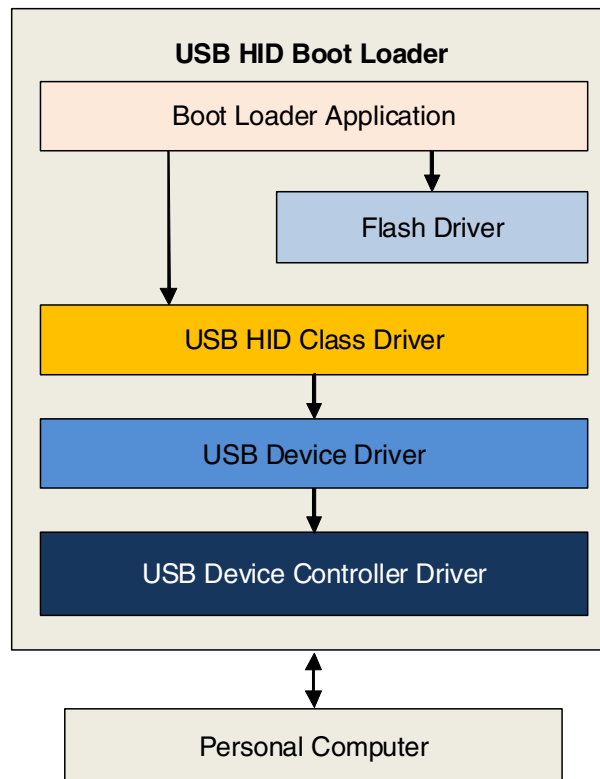 USB HID Boot Loader
Boot Loader Application
Flash Driver
USB HID Class Driver
USB Device Driver
USB Device Controller Driver
Personal Computer